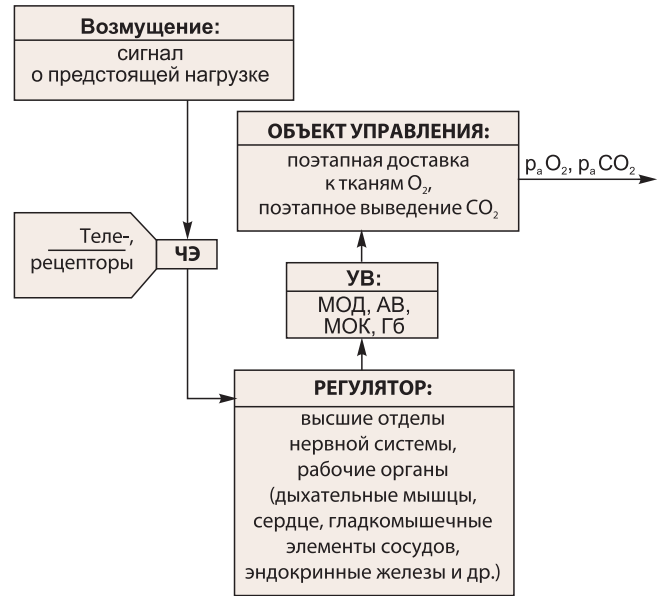 Возмущение:
сигнал
о предстоящей нагрузке
ОБЪЕКТ УПРАВЛЕНИЯ:
поэтапная доставка
к тканям O₂,
поэтапное выведение CO₂
pₐO₂, pₐCO₂
Теле-,
рецепторы
ЧЭ
УВ:
МОД, АВ,
МОК, Гб
РЕГУЛЯТОР:
высшие отделы
нервной системы,
рабочие органы
(дыхательные мышцы,
сердце, гладкомышечные
элементы сосудов,
эндокринные железы и др.)